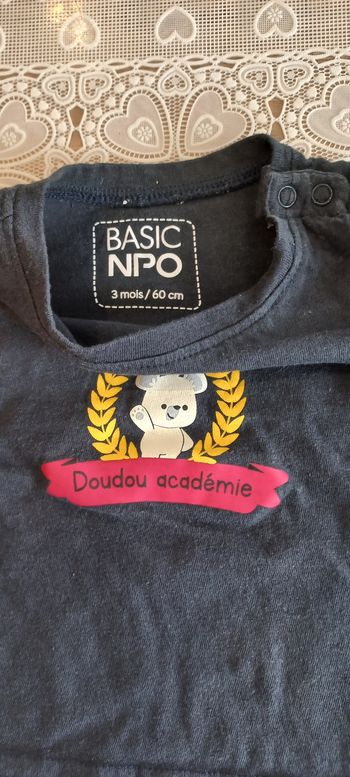 BASIC
NPO
3 mois / 60 cm
Doudou académie